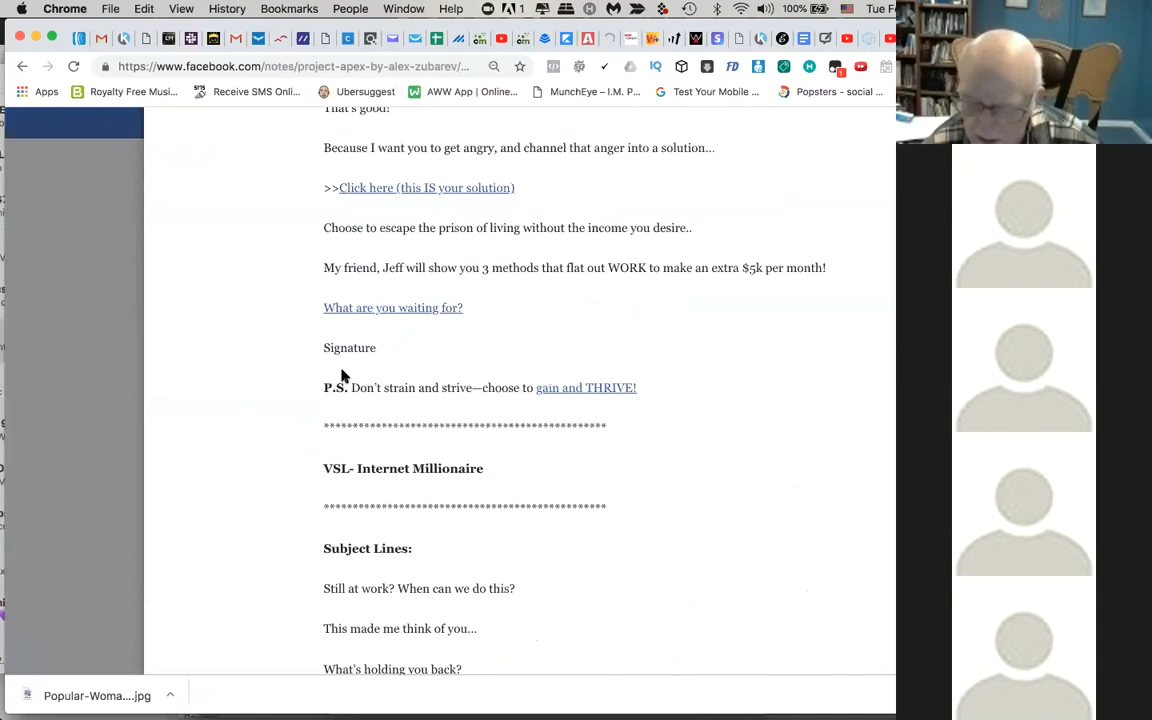 Chrome File Edit View History Bookmarks People Window Help 1 100% Tue F
https://www.facebook.com/notes/project-apex-by-alex-zubarev/...
Apps Royalty Free Musi... Receive SMS Onli... Ubersuggest AWW App | Online... MunchEye – I.M. P... Test Your Mobile ... Popsters - social ...
That's good!
Because I want you to get angry, and channel that anger into a solution...
>>Click here (this IS your solution)
Choose to escape the prison of living without the income you desire..
My friend, Jeff will show you 3 methods that flat out WORK to make an extra $5k per month!
What are you waiting for?
Signature
P.S. Don't strain and strive—choose to gain and THRIVE!
*************************************************
VSL- Internet Millionaire
*************************************************
Subject Lines:
Still at work? When can we do this?
This made me think of you...
What's holding you back?
Popular-Woma....jpg